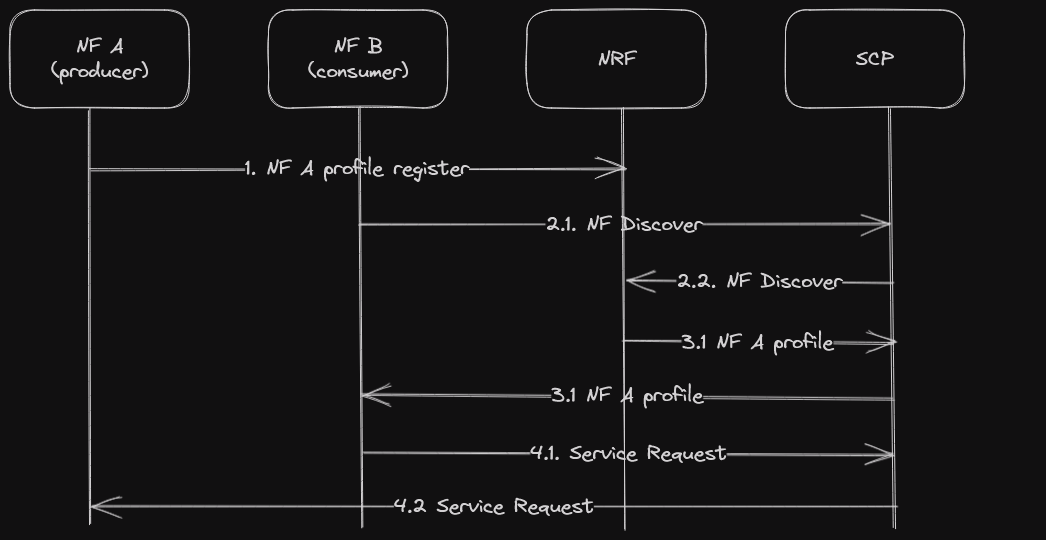 NF A
(producer)
NF B
(consumer)
NRF
SCP
1. NF A profile register
2.1. NF Discover
2.2. NF Discover
3.1 NF A profile
3.1 NF A profile
4.1. Service Request
4.2 Service Request